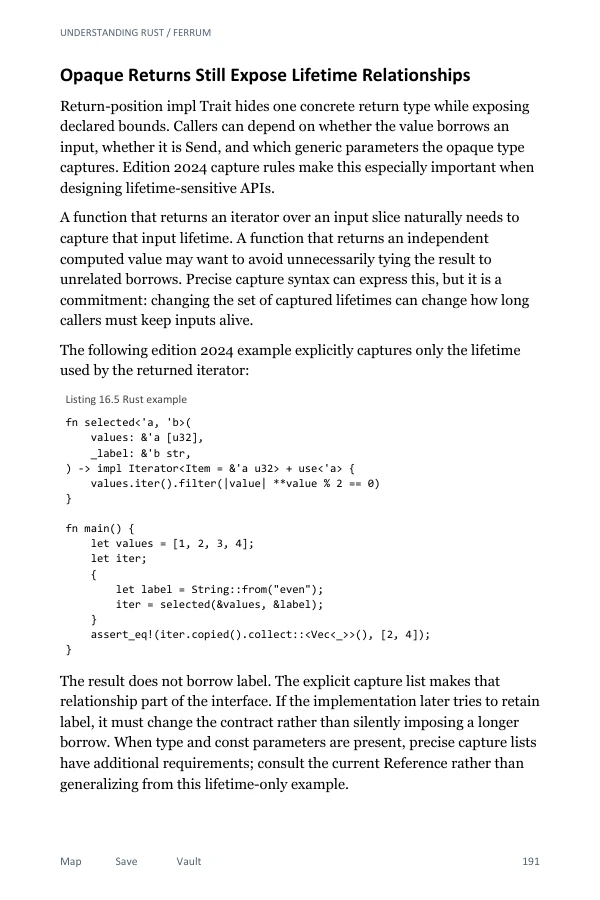 UNDERSTANDING RUST / FERRUM
Opaque Returns Still Expose Lifetime Relationships
Return-position impl Trait hides one concrete return type while exposing
declared bounds. Callers can depend on whether the value borrows an
input, whether it is Send, and which generic parameters the opaque type
captures. Edition 2024 capture rules make this especially important when
designing lifetime-sensitive APIs.
A function that returns an iterator over an input slice naturally needs to
capture that input lifetime. A function that returns an independent
computed value may want to avoid unnecessarily tying the result to
unrelated borrows. Precise capture syntax can express this, but it is a
commitment: changing the set of captured lifetimes can change how long
callers must keep inputs alive.
The following edition 2024 example explicitly captures only the lifetime
used by the returned iterator:
Listing 16.5 Rust example
fn selected<'a, 'b>(
    values: &'a [u32],
    _label: &'b str,
) -> impl Iterator<Item = &'a u32> + use<'a> {
    values.iter().filter(|value| **value % 2 == 0)
}
fn main() {
    let values = [1, 2, 3, 4];
    let iter;
    {
        let label = String::from("even");
        iter = selected(&values, &label);
    }
    assert_eq!(iter.copied().collect::<Vec<_>>(), [2, 4]);
}
The result does not borrow label. The explicit capture list makes that
relationship part of the interface. If the implementation later tries to retain
label, it must change the contract rather than silently imposing a longer
borrow. When type and const parameters are present, precise capture lists
have additional requirements; consult the current Reference rather than
generalizing from this lifetime-only example.
Map Save Vault 191